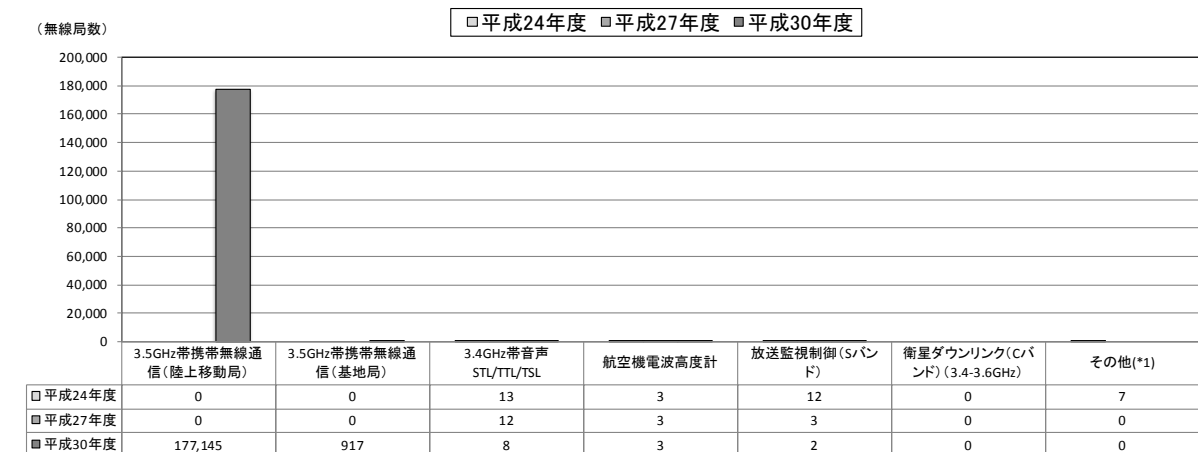 □平成24年度 ■平成27年度 ■平成30年度
（無線局数）
200,000
180,000
160,000
140,000
120,000
100,000
80,000
60,000
40,000
20,000
0
3.5GHz帯携帯無線通
信（陸上移動局）
3.5GHz帯携帯無線通
信（基地局）
3.4GHz帯音声
STL/TTL/TSL
航空機電波高度計
放送監視制御（Sバン
ド）
衛星ダウンリンク（Cバ
ンド）（3.4-3.6GHz）
その他(*1)
□平成24年度 0 0 13 3 12 0 7
■平成27年度 0 0 12 3 3 0 0
■平成30年度 177,145 917 8 3 2 0 0